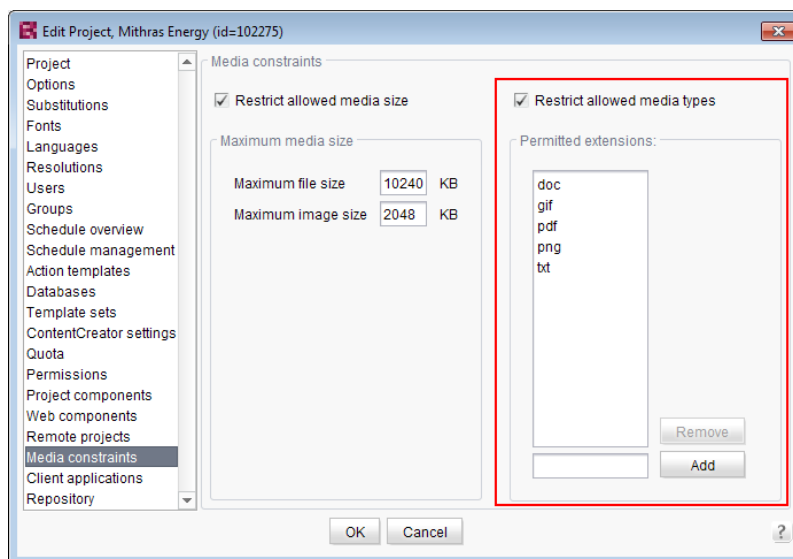 Edit Project, Mithras Energy (id=102275)
Project
Options
Substitutions
Fonts
Languages
Resolutions
Users
Groups
Schedule overview
Schedule management
Action templates
Databases
Template sets
ContentCreator settings
Quota
Permissions
Project components
Web components
Remote projects
Media constraints
Client applications
Repository
Media constraints
Restrict allowed media size
Maximum media size
Maximum file size 10240 KB
Maximum image size 2048 KB
Restrict allowed media types
Permitted extensions:
doc
gif
pdf
png
txt
Remove
Add
OK Cancel ?